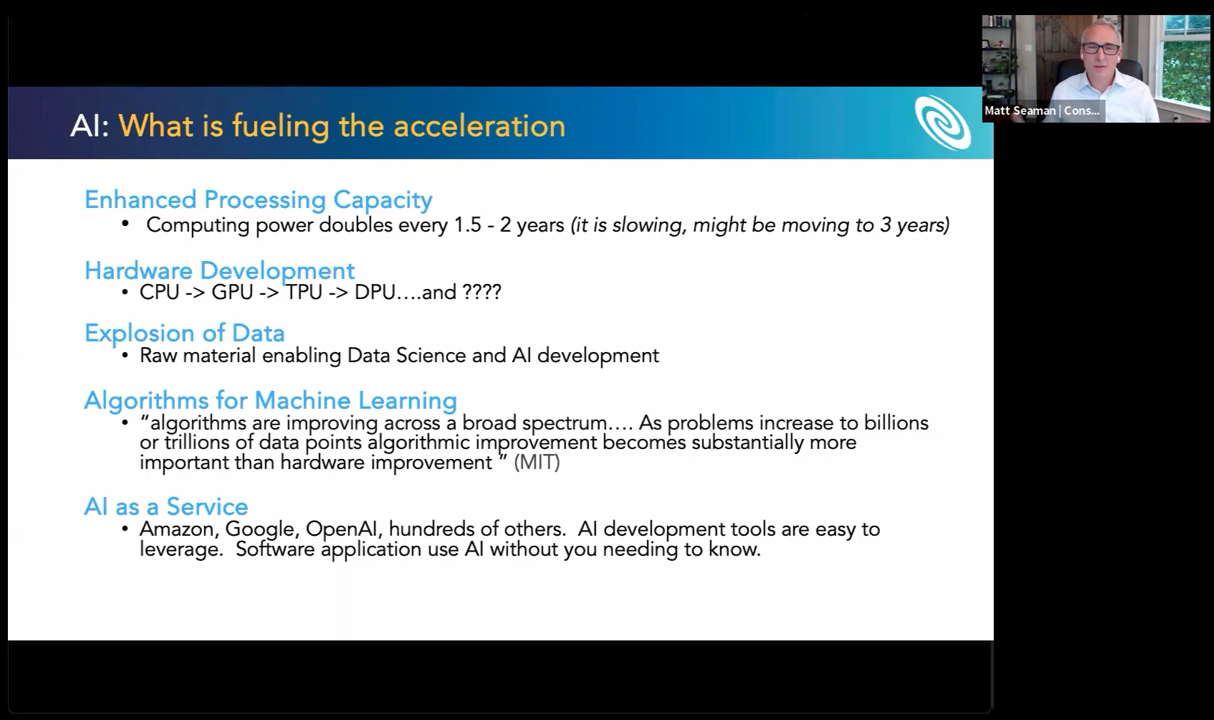 AI: What is fueling the acceleration
Matt Seaman | Cons...
Enhanced Processing Capacity
• Computing power doubles every 1.5 - 2 years (it is slowing, might be moving to 3 years)
Hardware Development
• CPU -> GPU -> TPU -> DPU....and ????
Explosion of Data
• Raw material enabling Data Science and AI development
Algorithms for Machine Learning
• “algorithms are improving across a broad spectrum.... As problems increase to billions
or trillions of data points algorithmic improvement becomes substantially more
important than hardware improvement ” (MIT)
AI as a Service
• Amazon, Google, OpenAI, hundreds of others.  AI development tools are easy to
leverage.  Software application use AI without you needing to know.